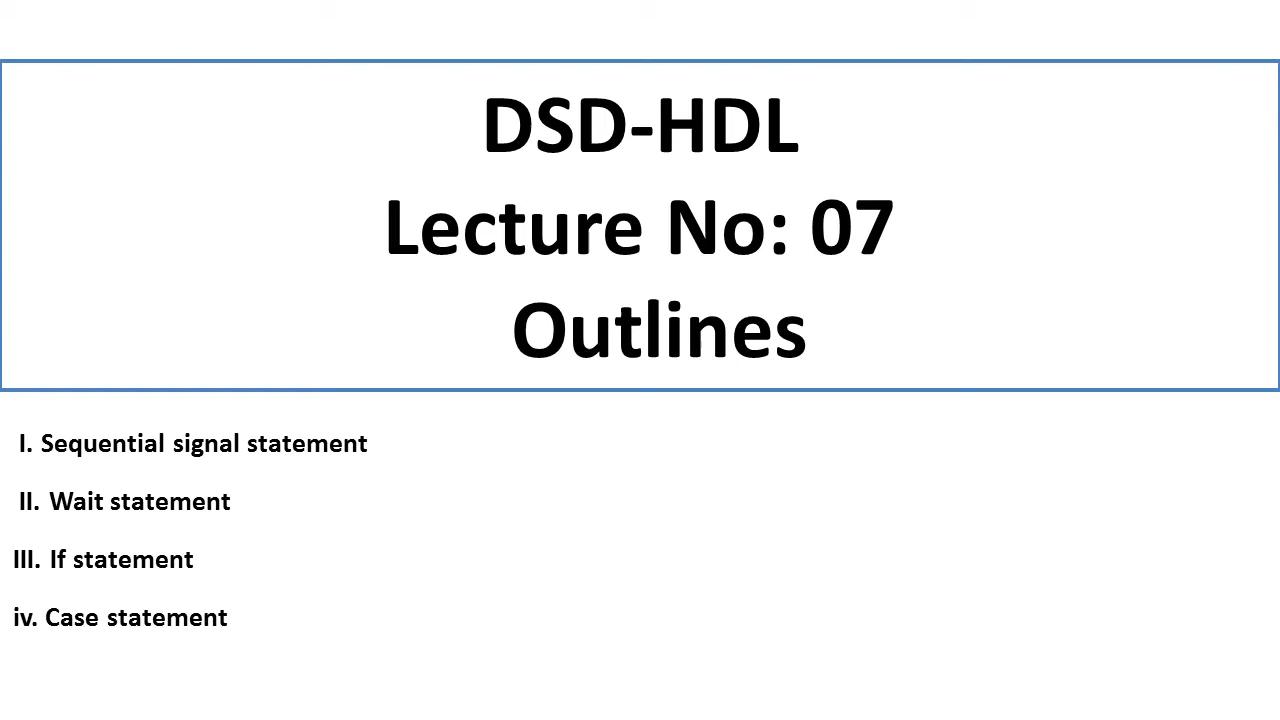 DSD-HDL
Lecture No: 07
Outlines
I. Sequential signal statement
II. Wait statement
III. If statement
iv. Case statement